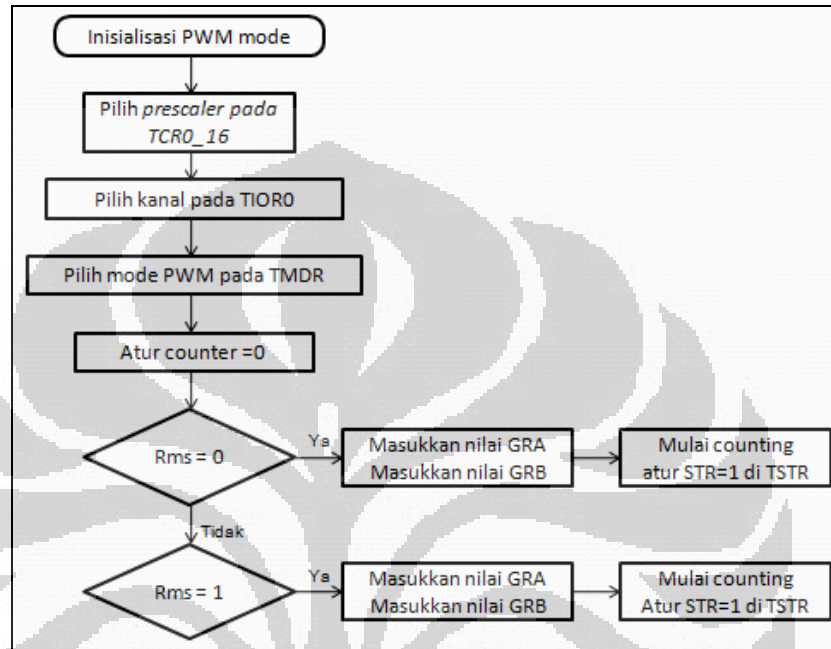 Inisialisasi PWM mode
Pilih prescaler pada
TCR0_16
Pilih kanal pada TIOR0
Pilih mode PWM pada TMDR
Atur counter =0
Rms = 0
Ya
Masukkan nilai GRA
Masukkan nilai GRB
Mulai counting
atur STR=1 di TSTR
Tidak
Rms = 1
Ya
Masukkan nilai GRA
Masukkan nilai GRB
Mulai counting
Atur STR=1 di TSTR